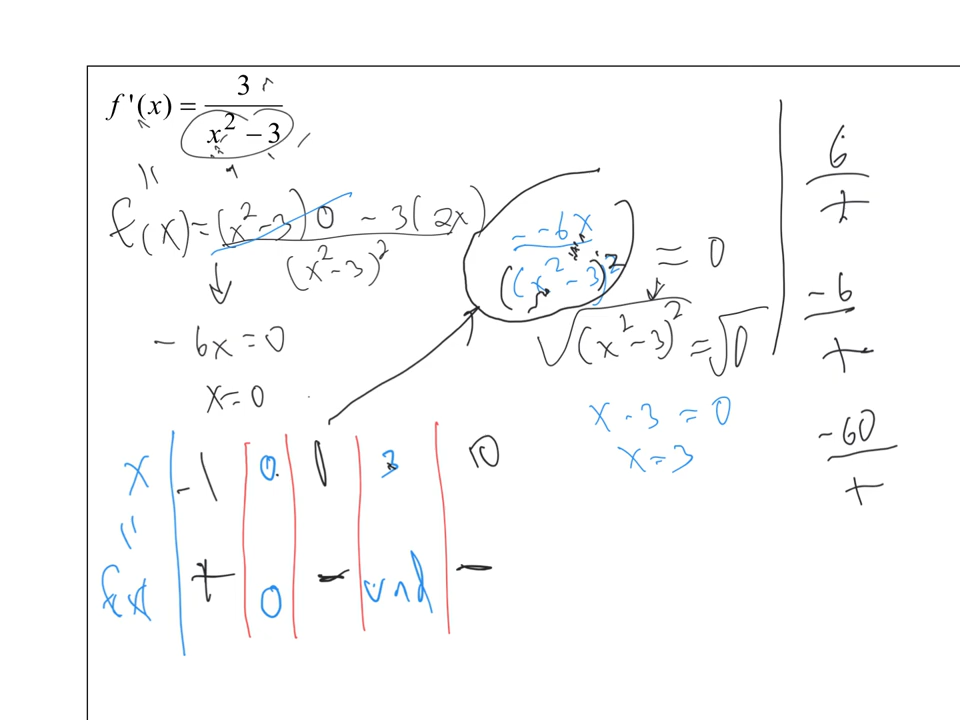 f'(x) = 3 / (x² − 3)
f''(x) = ((x² − 3) 0 − 3(2x)) / (x² − 3)² = −6x / (x² − 3)² = 0
− 6x = 0
x = 0
√(x² − 3)² = √0
x − 3 = 0
x = 3
x | −1 | 0 | 1 | 3 | 10
f''(x) | + | 0 | − | und | −
6 / +
−6 / +
−60 / +